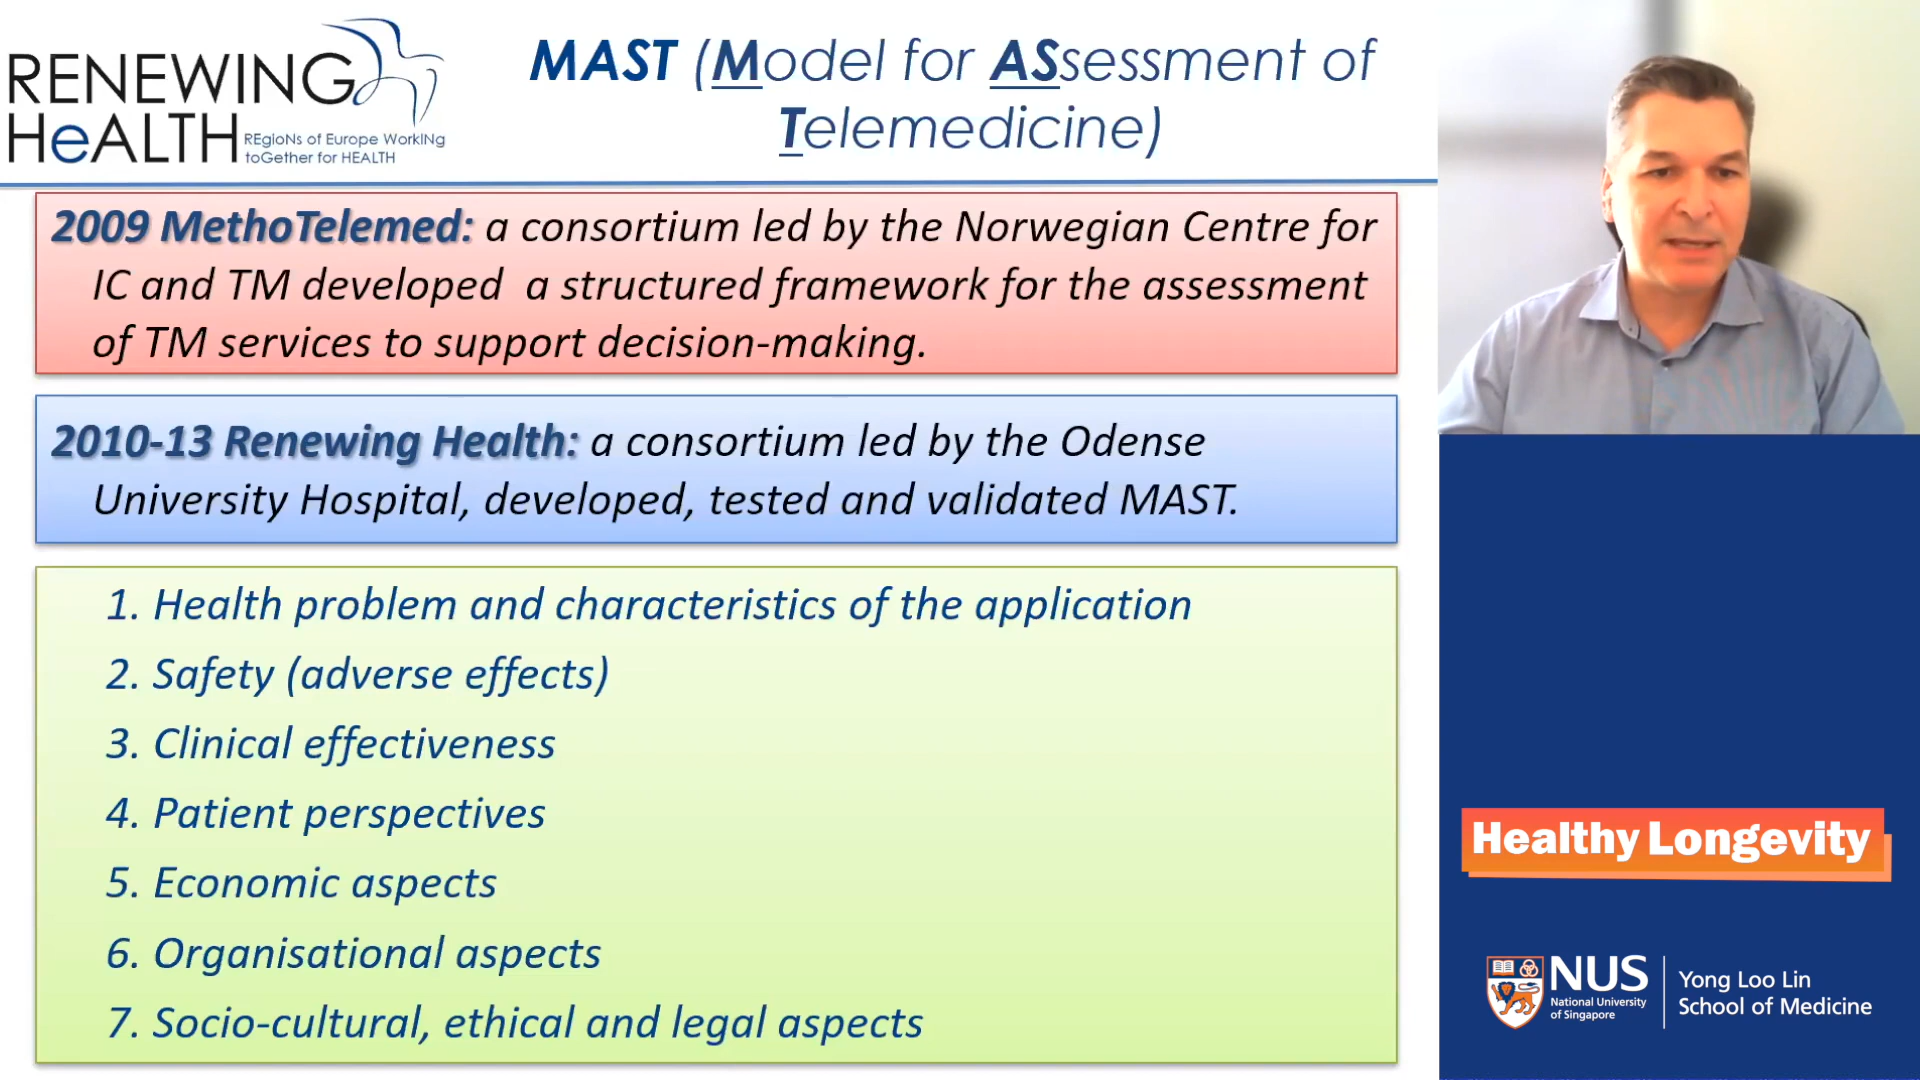 RENEWING
HeALTH
REgioNs of Europe WorkINg
toGether for HEALTH
MAST (Model for ASsessment of
Telemedicine)
2009 MethoTelemed: a consortium led by the Norwegian Centre for
IC and TM developed a structured framework for the assessment
of TM services to support decision-making.
2010-13 Renewing Health: a consortium led by the Odense
University Hospital, developed, tested and validated MAST.
1. Health problem and characteristics of the application
2. Safety (adverse effects)
3. Clinical effectiveness
4. Patient perspectives
5. Economic aspects
6. Organisational aspects
7. Socio-cultural, ethical and legal aspects
Healthy Longevity
NUS
National University
of Singapore
Yong Loo Lin
School of Medicine